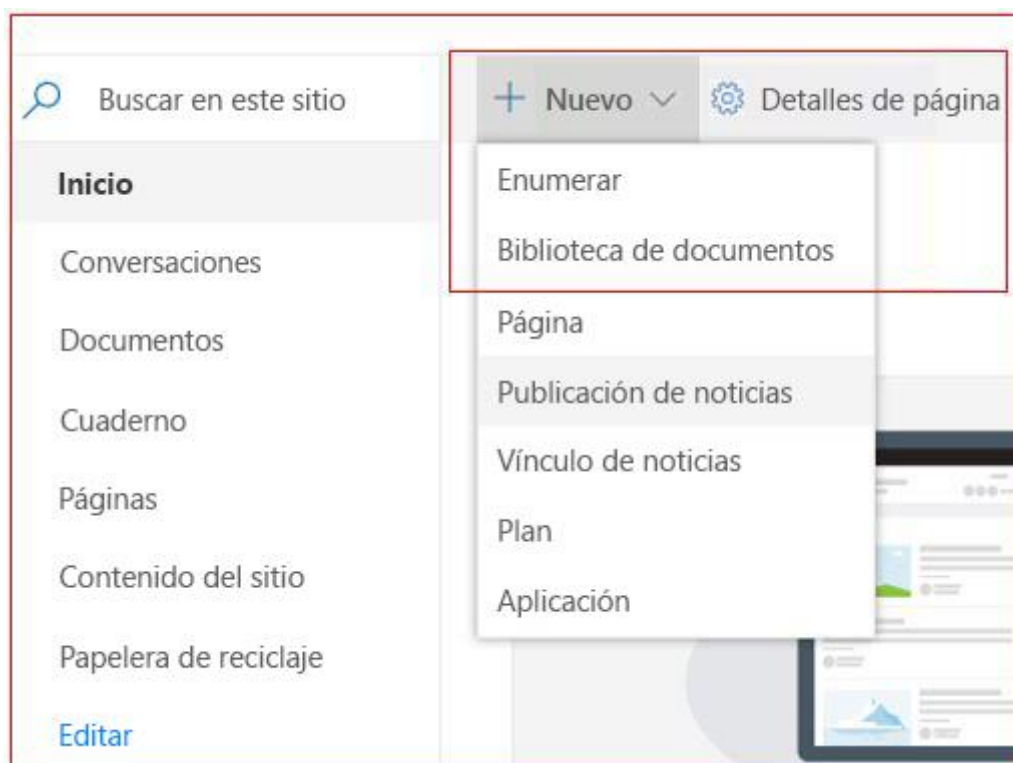 Buscar en este sitio
Nuevo
Detalles de página
Inicio
Conversaciones
Documentos
Cuaderno
Páginas
Contenido del sitio
Papelera de reciclaje
Editar
Enumerar
Biblioteca de documentos
Página
Publicación de noticias
Vínculo de noticias
Plan
Aplicación